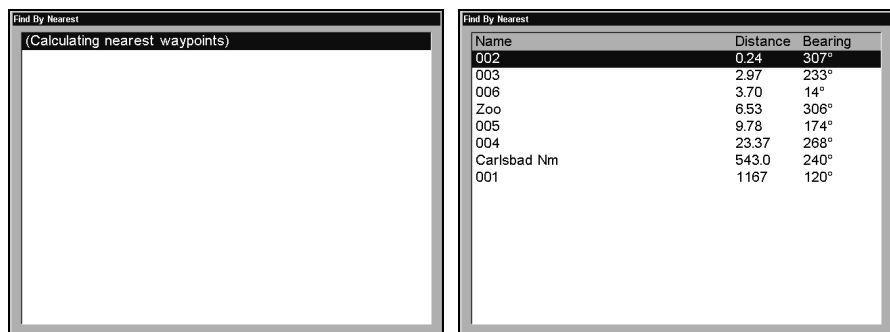 Find By Nearest
(Calculating nearest waypoints)
Find By Nearest
Name Distance Bearing
002 0.24 307°
003 2.97 233°
006 3.70 14°
Zoo 6.53 306°
005 9.78 174°
004 23.37 268°
Carlsbad Nm 543.0 240°
001 1167 120°